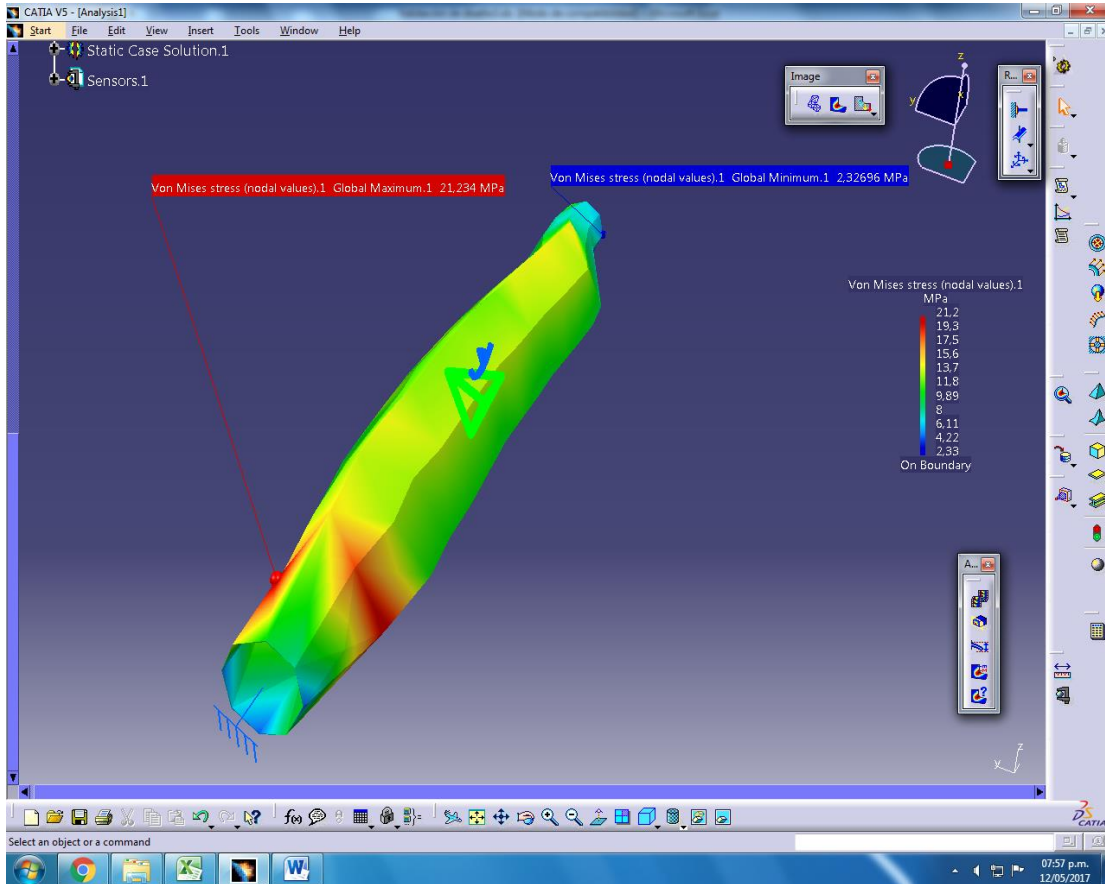 CATIA V5 - [Analysis1]
Start File Edit View Insert Tools Window Help
Static Case Solution.1
Sensors.1
Image
R...
z
y
x
Von Mises stress (nodal values).1 Global Maximum.1 21,234 MPa
Von Mises stress (nodal values).1 Global Minimum.1 2,32696 MPa
Von Mises stress (nodal values).1
MPa
21,2
19,3
17,5
15,6
13,7
11,8
9,89
8
6,11
4,22
2,33
On Boundary
A...
z
y
f(x)
CATIA
Select an object or a command
07:57 p.m.
12/05/2017